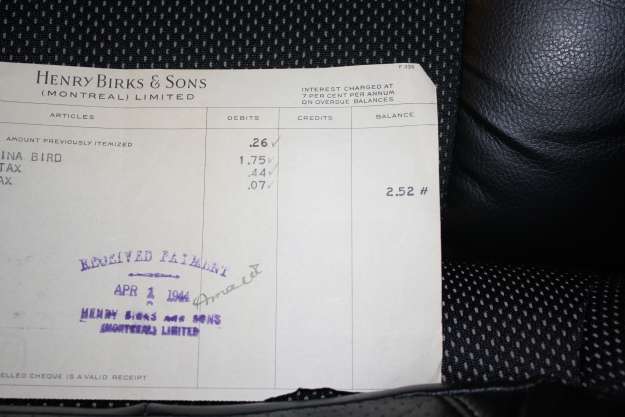 F 235
HENRY BIRKS & SONS
(MONTREAL) LIMITED
INTEREST CHARGED AT
7 PER CENT PER ANNUM
ON OVERDUE BALANCES
ARTICLES DEBITS CREDITS BALANCE
AMOUNT PREVIOUSLY ITEMIZED .26
INA BIRD 1.75
TAX .44
AX .07 2.52 #
RECEIVED PAYMENT
APR 1 1944
HENRY BIRKS AND SONS
(MONTREAL) LIMITED
ELLED CHEQUE IS A VALID RECEIPT